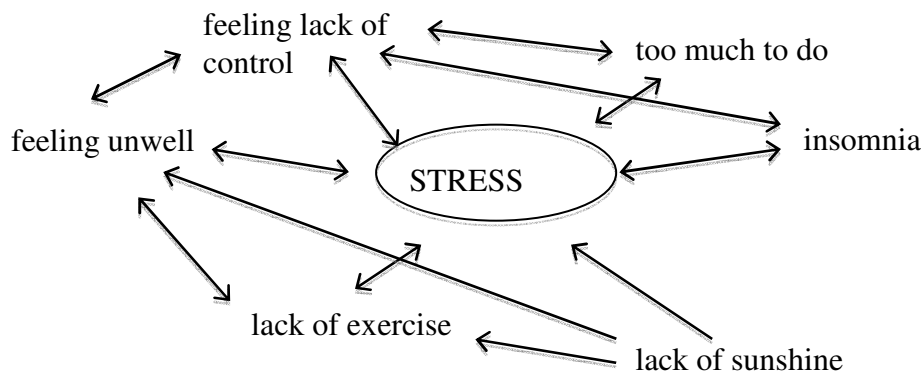 feeling lack of
control
too much to do
feeling unwell
insomnia
STRESS
lack of exercise
lack of sunshine